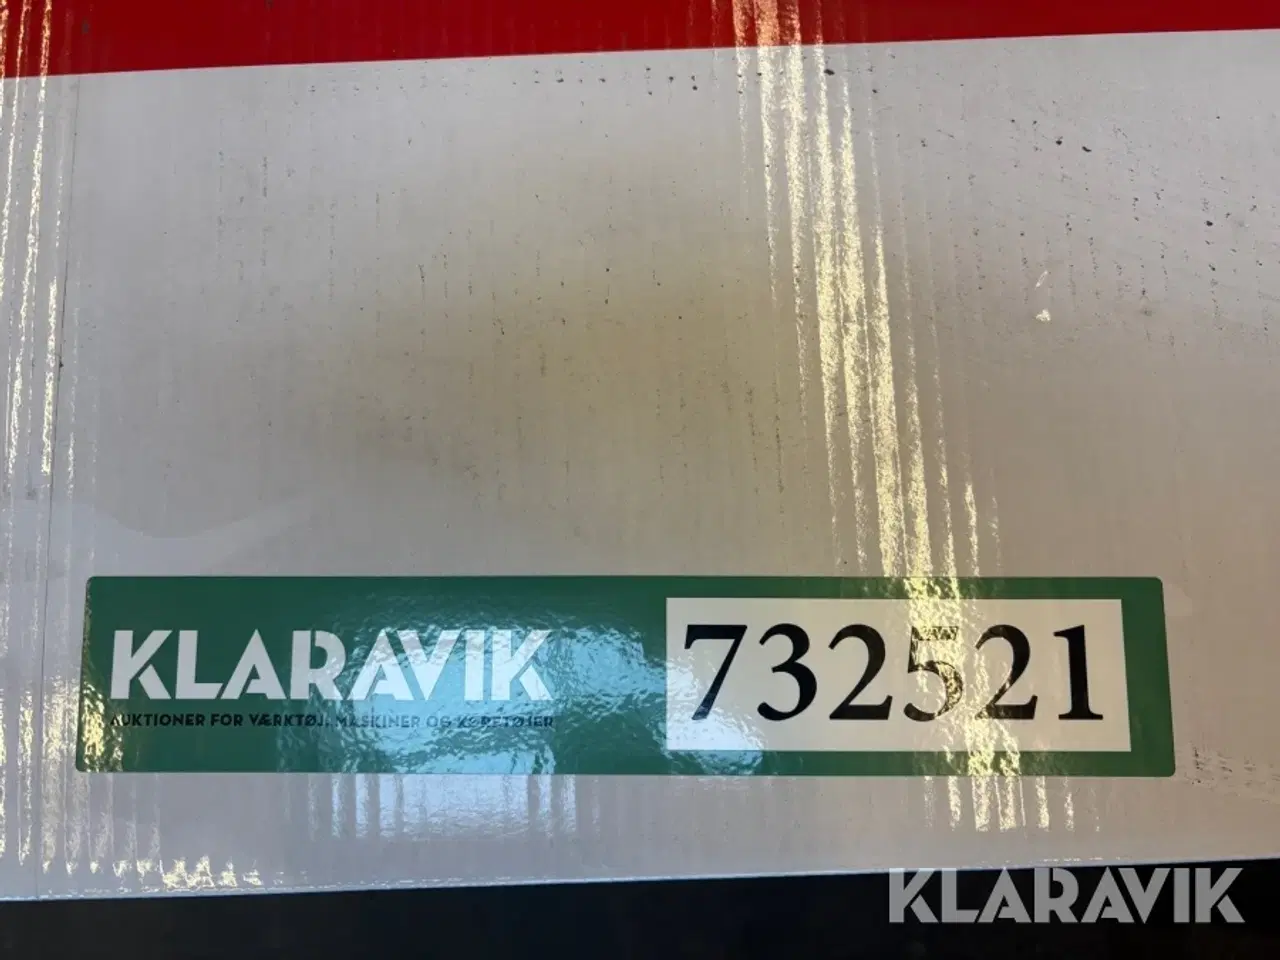 KLARAVIK
AUKTIONER FOR VÆRKTØJ, MASKINER OG KØRETØJER
732521
KLARAVIK